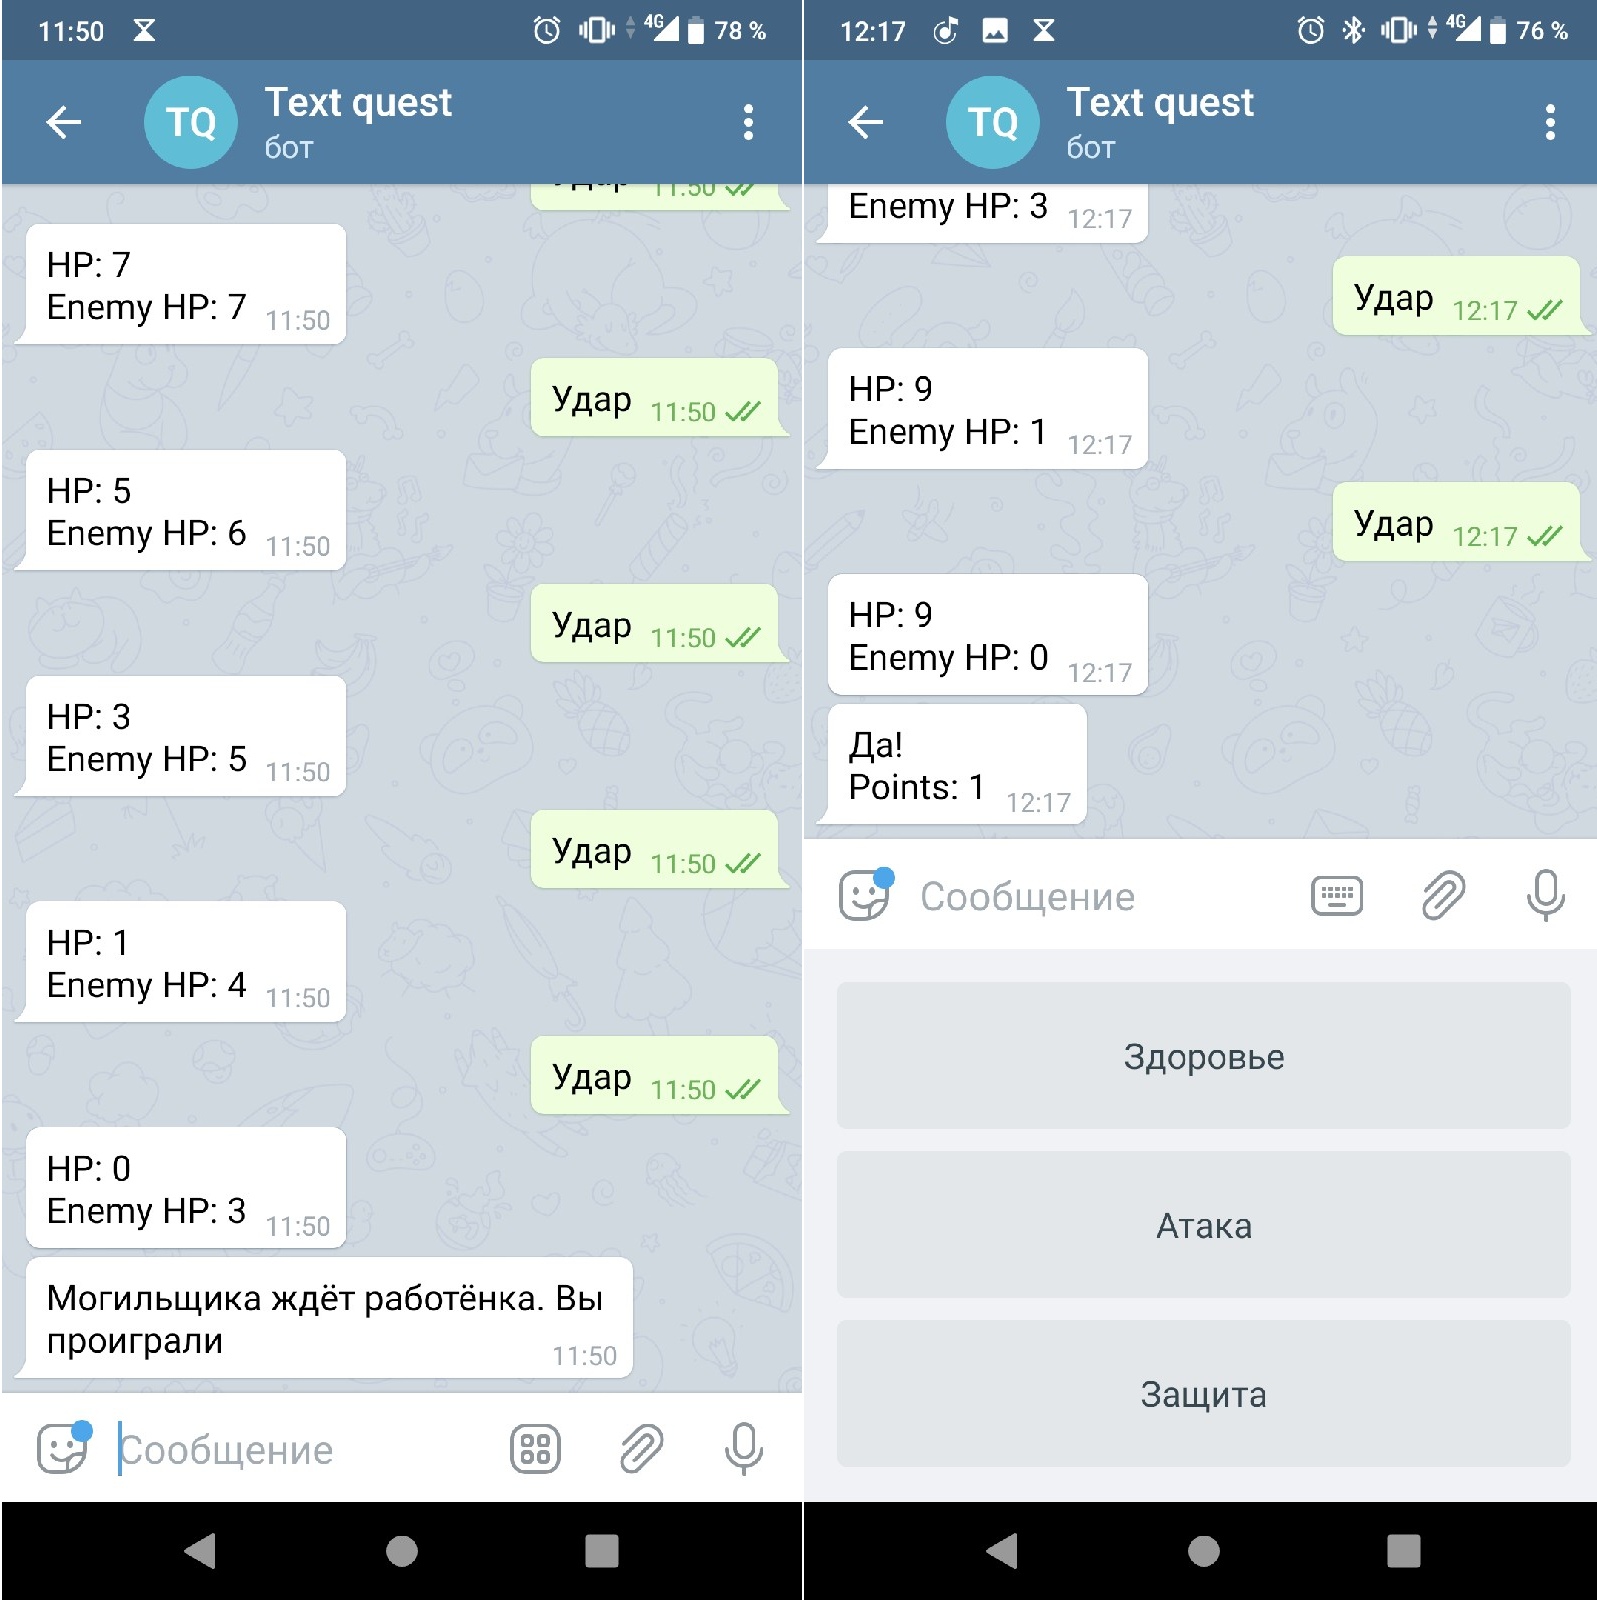 11:50
4G
78 %
TQ
Text quest
бот
Удар 11:50
HP: 7
Enemy HP: 7 11:50
Удар 11:50
HP: 5
Enemy HP: 6 11:50
Удар 11:50
HP: 3
Enemy HP: 5 11:50
Удар 11:50
HP: 1
Enemy HP: 4 11:50
Удар 11:50
HP: 0
Enemy HP: 3 11:50
Могильщика ждёт работёнка. Вы
проиграли 11:50
Сообщение
12:17
4G
76 %
TQ
Text quest
бот
Enemy HP: 3 12:17
Удар 12:17
HP: 9
Enemy HP: 1 12:17
Удар 12:17
HP: 9
Enemy HP: 0 12:17
Да!
Points: 1 12:17
Сообщение
Здоровье
Атака
Защита